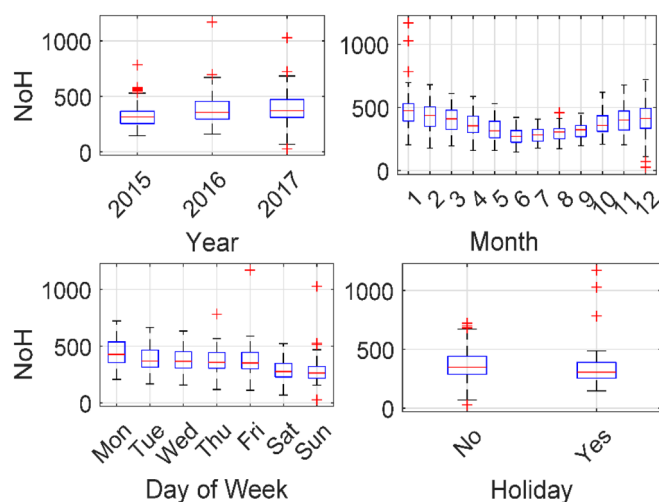 NoH
1000
500
0
2015
2016
2017
Year
1000
500
0
1
2
3
4
5
6
7
8
9
10
11
12
Month
NoH
1000
500
0
Mon
Tue
Wed
Thu
Fri
Sat
Sun
Day of Week
1000
500
0
No
Yes
Holiday